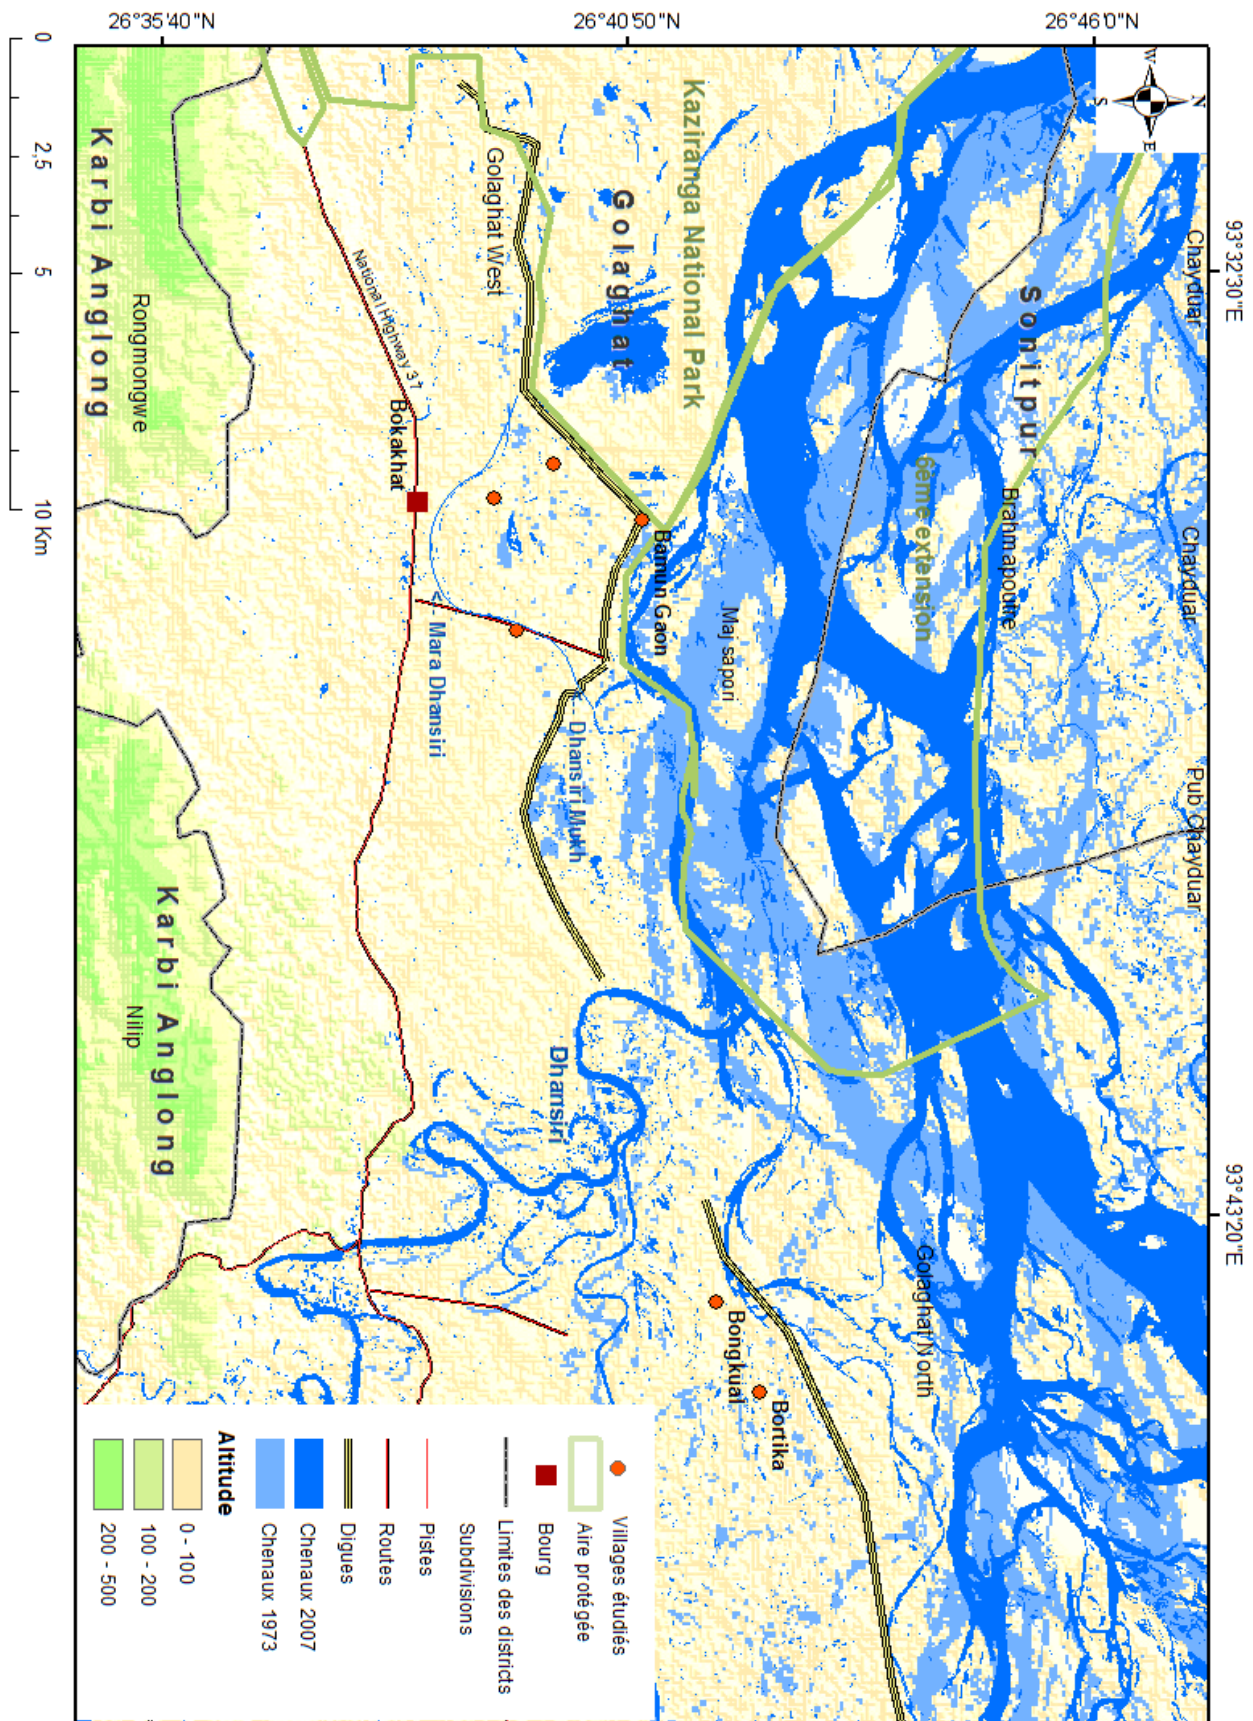 26°35'40"N
26°40'50"N
26°46'0"N
93°32'30"E
93°43'20"E
N
W
E
S
Chayduar
Chayduar
Pub Chayduar
Sonitpur
Brahmapoutre
6ème extension
Kaziranga National Park
Golaghat
Golaghat West
Maj sapori
Bamun Gaon
Dhansiri Mukh
< Mara Dhansiri
National Highway 37
Bokakhat
Karbi Anglong
Rongmongwe
Karbi Anglong
Nilip
Dhansiri
Golaghat North
Bongkual
Bortika
Villages étudiés
Aire protégée
Bourg
Limites des districts
Subdivisions
Pistes
Routes
Digues
Chenaux 2007
Chenaux 1973
Altitude
0 - 100
100 - 200
200 - 500
0
2,5
5
10 Km